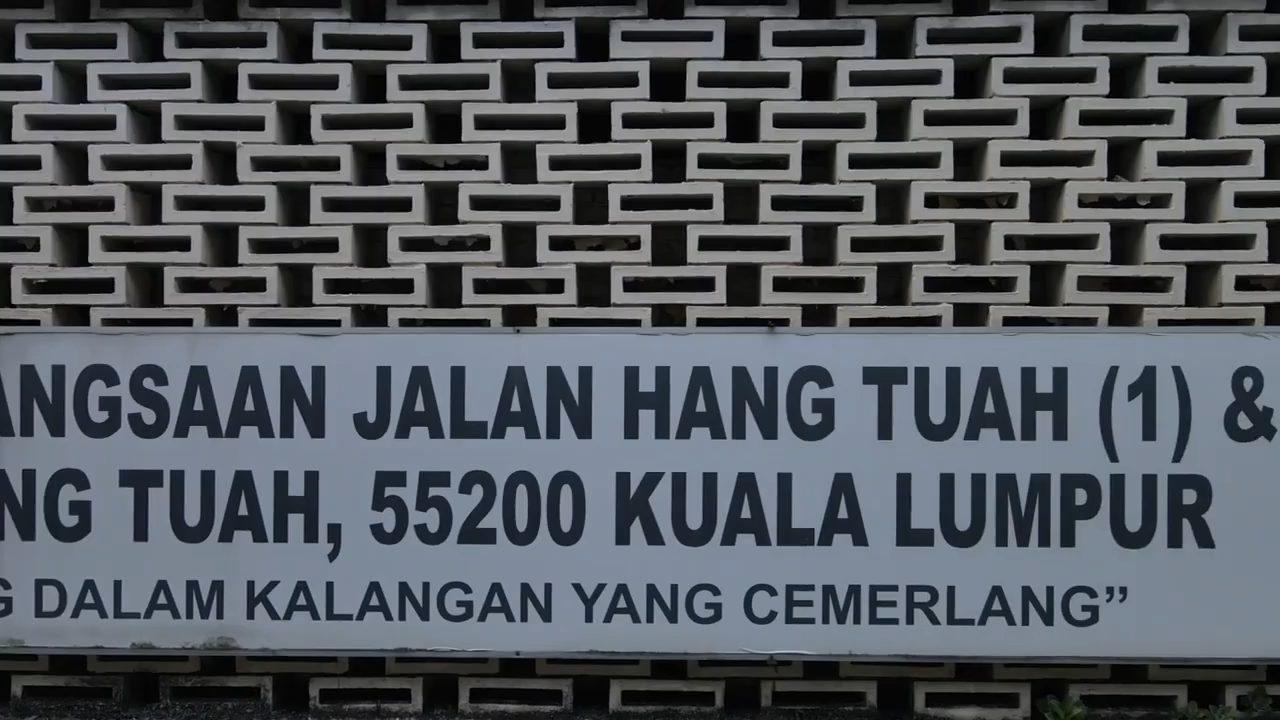 ANGSAAN JALAN HANG TUAH (1) &
NG TUAH, 55200 KUALA LUMPUR
G DALAM KALANGAN YANG CEMERLANG”